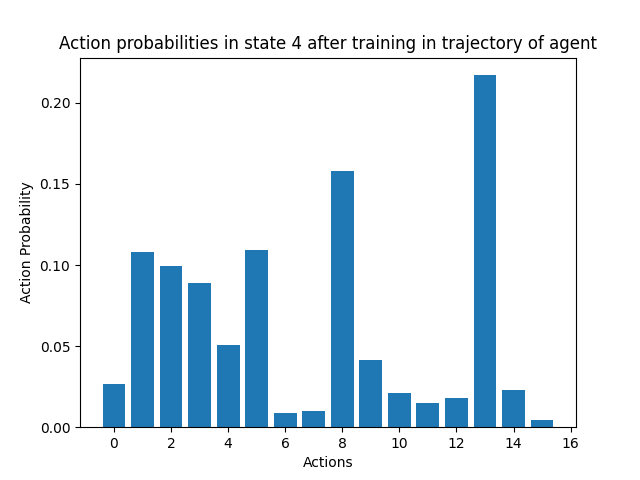 Action probabilities in state 4 after training in trajectory of agent
0.20
0.15
0.10
0.05
0.00
Action Probability
0 2 4 6 8 10 12 14 16
Actions